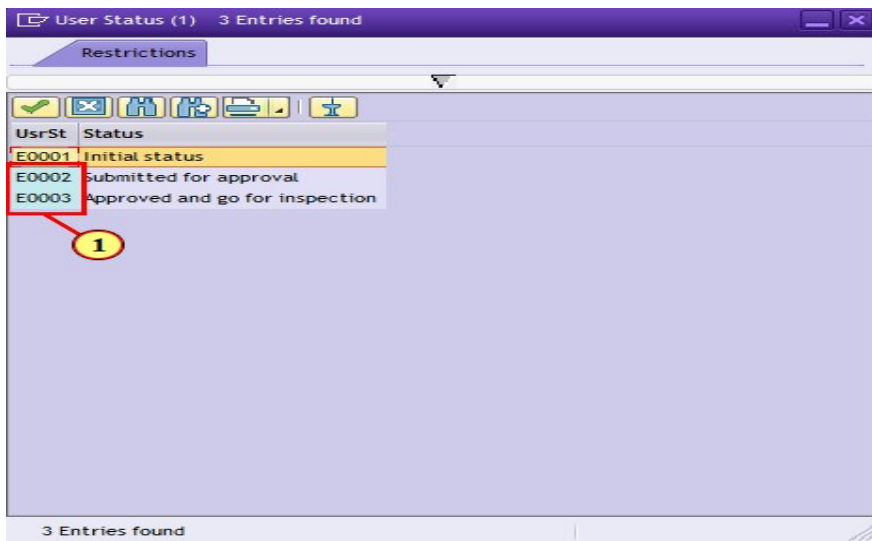 User Status (1) 3 Entries found
Restrictions
UsrSt Status
E0001 Initial status
E0002 Submitted for approval
E0003 Approved and go for inspection
1
3 Entries found